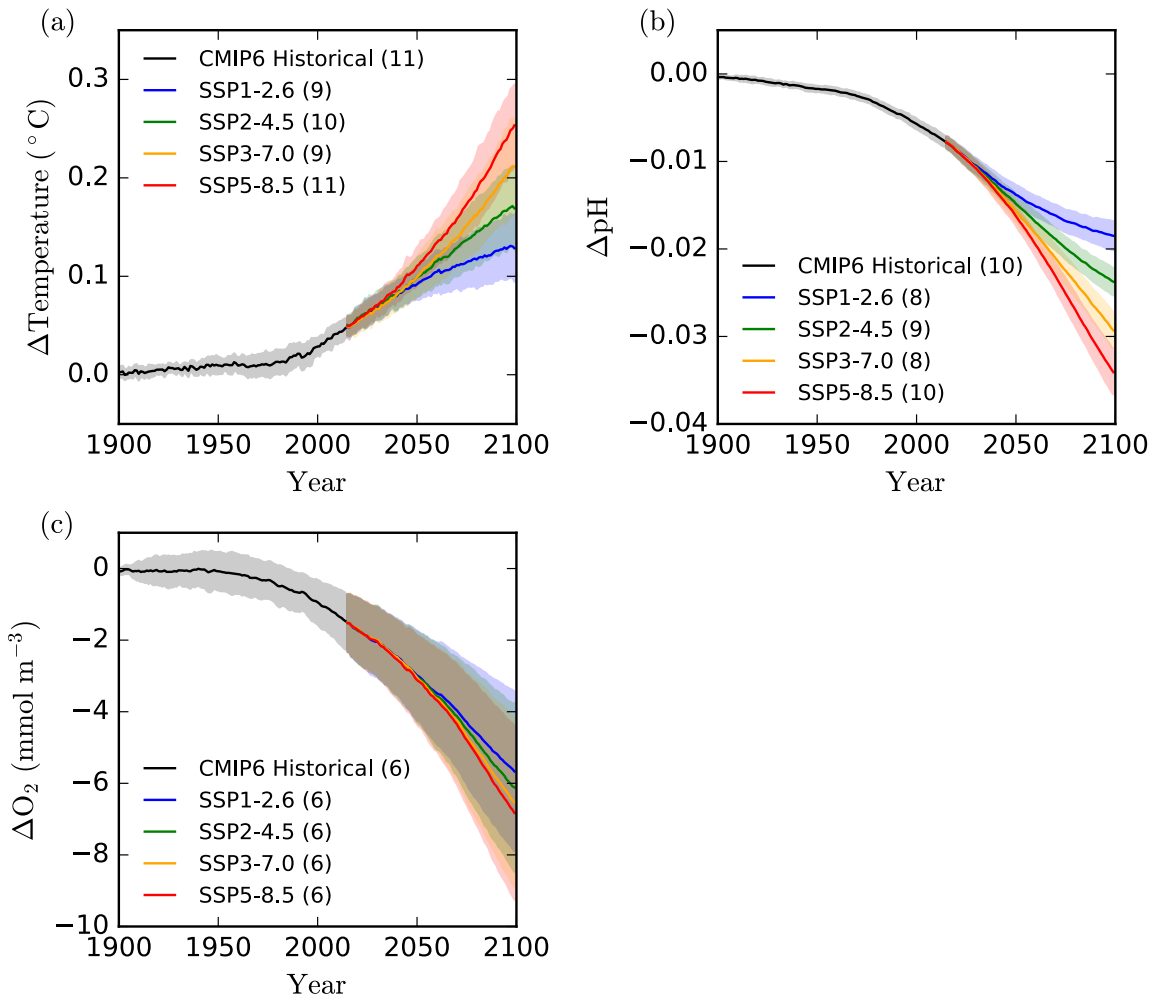 (a)
ΔTemperature (°C)
0.3
0.2
0.1
0.0
CMIP6 Historical (11)
SSP1-2.6 (9)
SSP2-4.5 (10)
SSP3-7.0 (9)
SSP5-8.5 (11)
1900 1950 2000 2050 2100
Year
(b)
ΔpH
0.00
−0.01
−0.02
−0.03
−0.04
CMIP6 Historical (10)
SSP1-2.6 (8)
SSP2-4.5 (9)
SSP3-7.0 (8)
SSP5-8.5 (10)
1900 1950 2000 2050 2100
Year
(c)
ΔO₂ (mmol m⁻³)
0
−2
−4
−6
−8
−10
CMIP6 Historical (6)
SSP1-2.6 (6)
SSP2-4.5 (6)
SSP3-7.0 (6)
SSP5-8.5 (6)
1900 1950 2000 2050 2100
Year